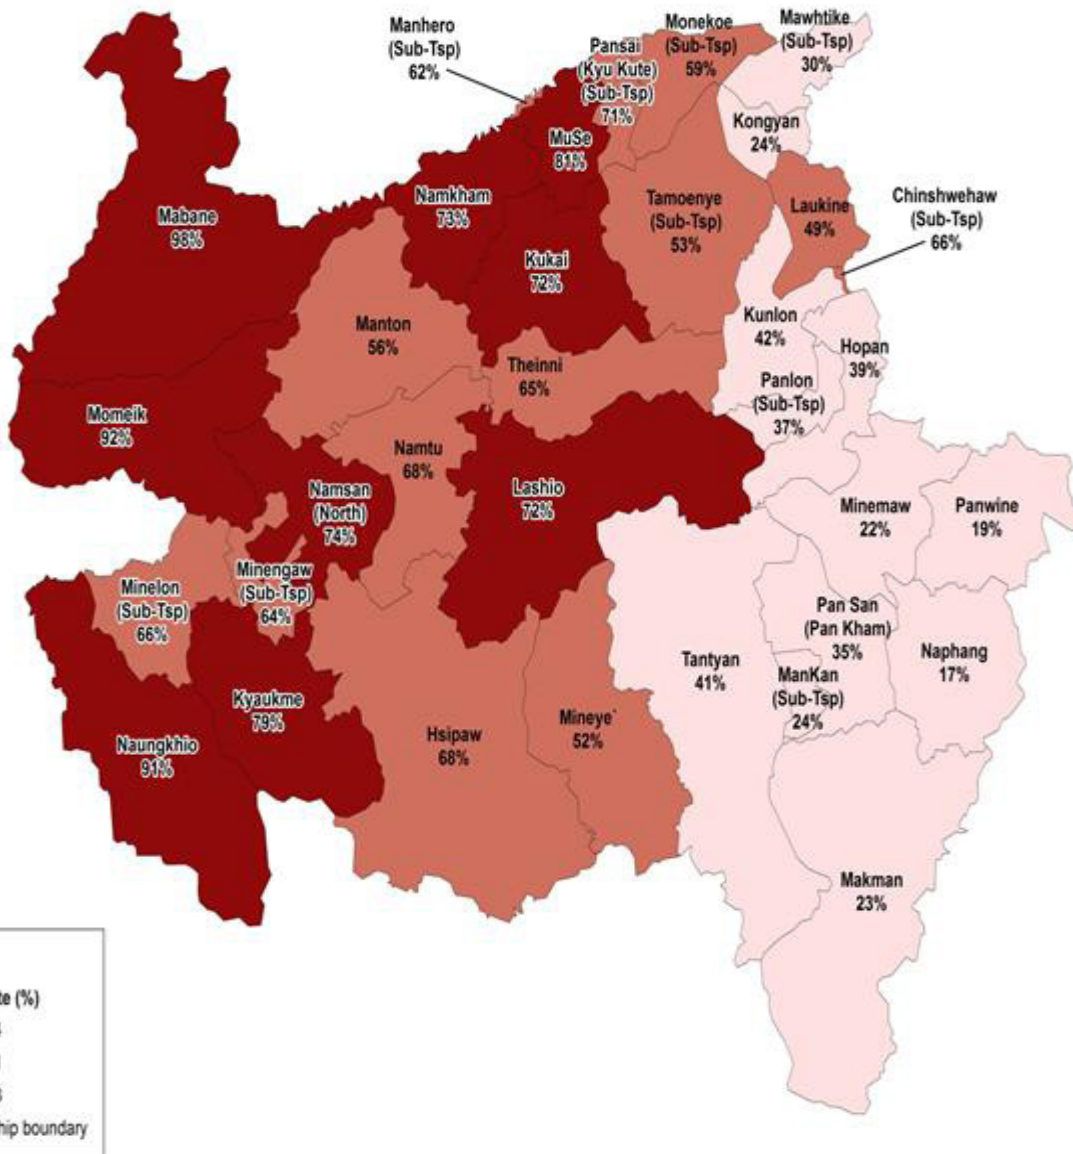 Manhero
(Sub-Tsp)
62%
Pansai
(Kyu Kute)
(Sub-Tsp)
71%
Monekoe
(Sub-Tsp)
59%
Mawhtike
(Sub-Tsp)
30%
Kongyan
24%
MuSe
81%
Namkham
73%
Tamoenye
(Sub-Tsp)
53%
Laukine
49%
Chinshwehaw
(Sub-Tsp)
66%
Mabane
98%
Kukai
72%
Manton
56%
Kunlon
42%
Hopan
39%
Theinni
65%
Panlon
(Sub-Tsp)
37%
Momeik
92%
Namtu
68%
Namsan
(North)
74%
Lashio
72%
Minemaw
22%
Panwine
19%
Minelon
(Sub-Tsp)
66%
Minengaw
(Sub-Tsp)
64%
Pan San
(Pan Kham)
35%
Naphang
17%
Tantyan
41%
ManKan
(Sub-Tsp)
24%
Kyaukme
79%
Naungkhio
91%
Hsipaw
68%
Mineye`
52%
Makman
23%
te (%)
hip boundary